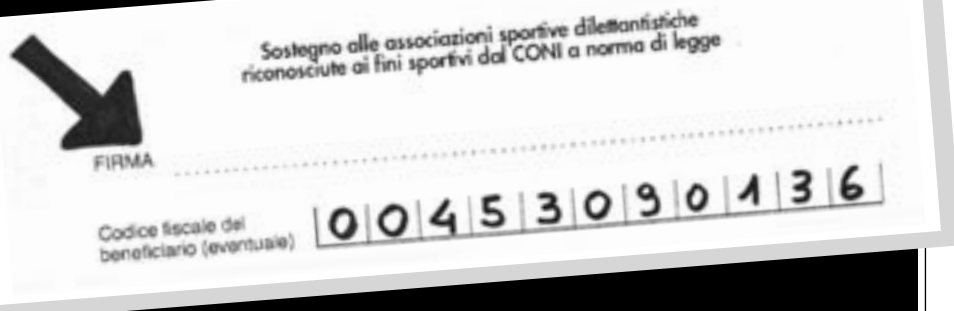 Sostegno alle associazioni sportive dilettantistiche
riconosciute ai fini sportivi dal CONI a norma di legge
FIRMA
Codice fiscale del
beneficiario (eventuale)
00453090136